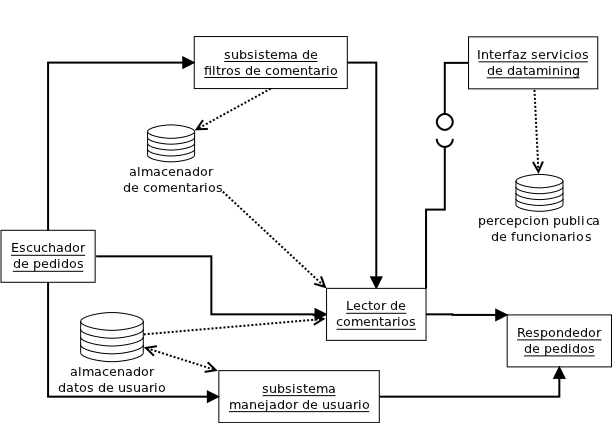 subsistema de
filtros de comentario
Interfaz servicios
de datamining
almacenador
de comentarios
percepcion publica
de funcionarios
Escuchador
de pedidos
Lector de
comentarios
Respondedor
de pedidos
almacenador
datos de usuario
subsistema
manejador de usuario